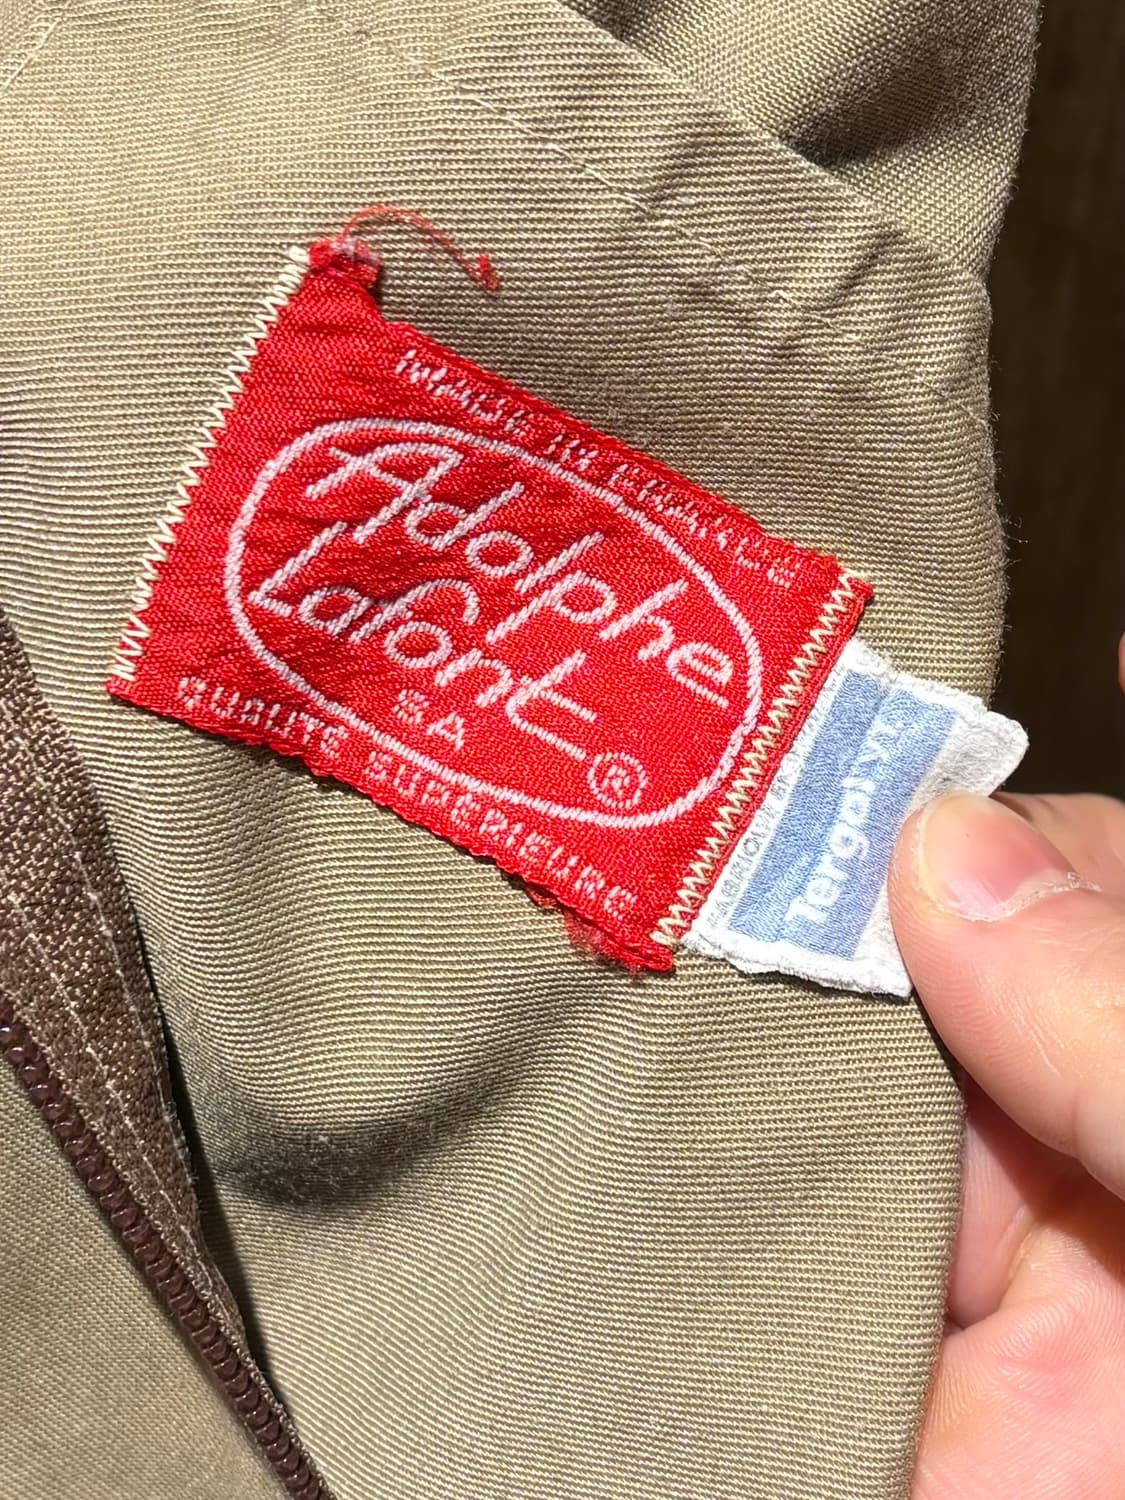 MADE IN FRANCE
Adolphe
Lafont
SA
®
QUALITE SUPERIEURE
Tergal